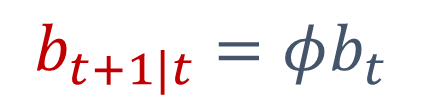 b_{t+1|t} = ϕb_t